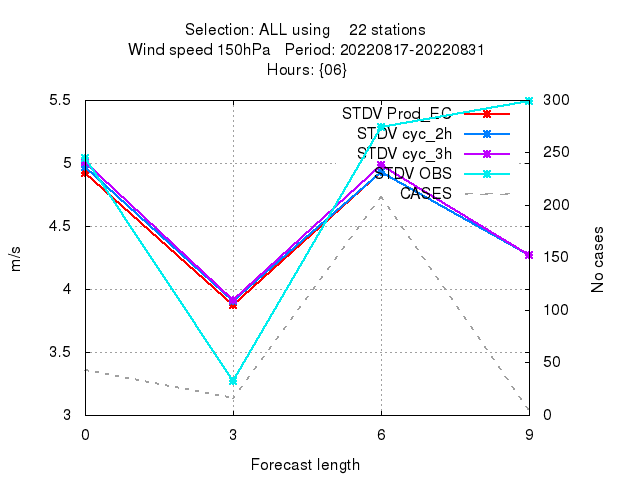 Selection: ALL using 22 stations
Wind speed 150hPa Period: 20220817-20220831
Hours: {06}
5.5
5
4.5
4
3.5
3
m/s
STDV Prod_EC
STDV cyc_2h
STDV cyc_3h
STDV OBS
CASES
300
250
200
150
100
50
0
No cases
0 3 6 9
Forecast length